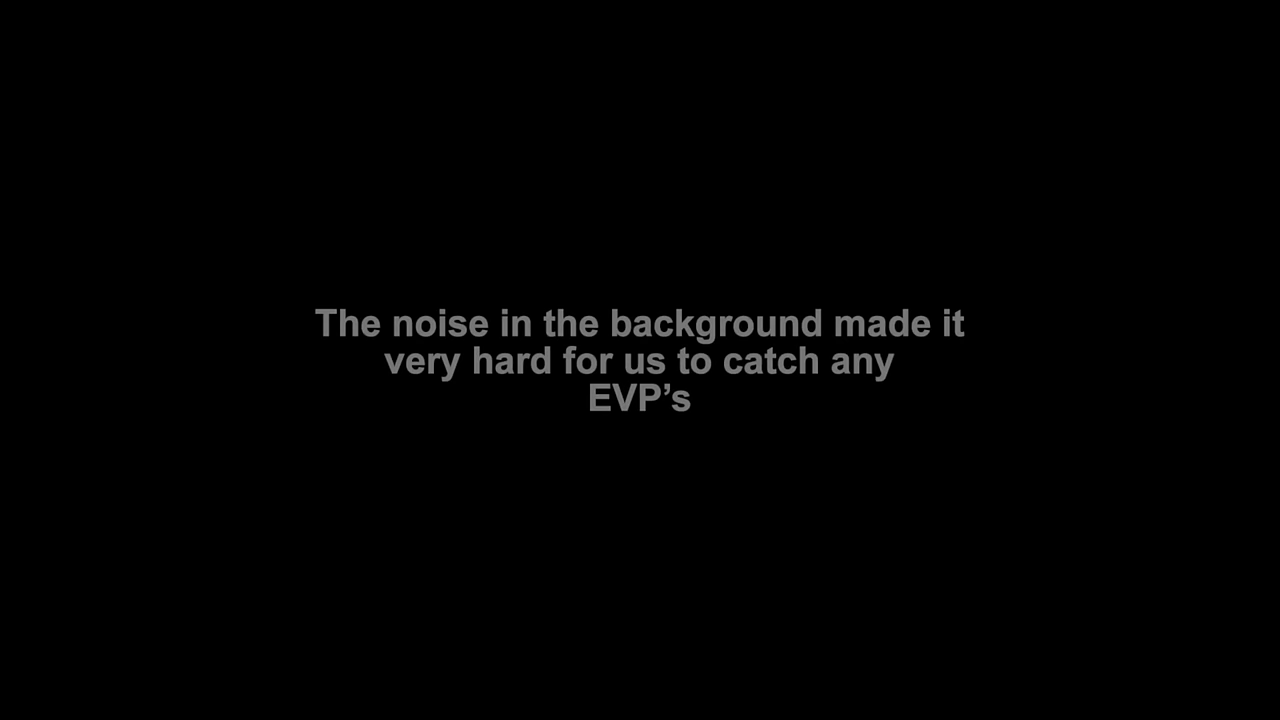 The noise in the background made it
very hard for us to catch any
EVP’s